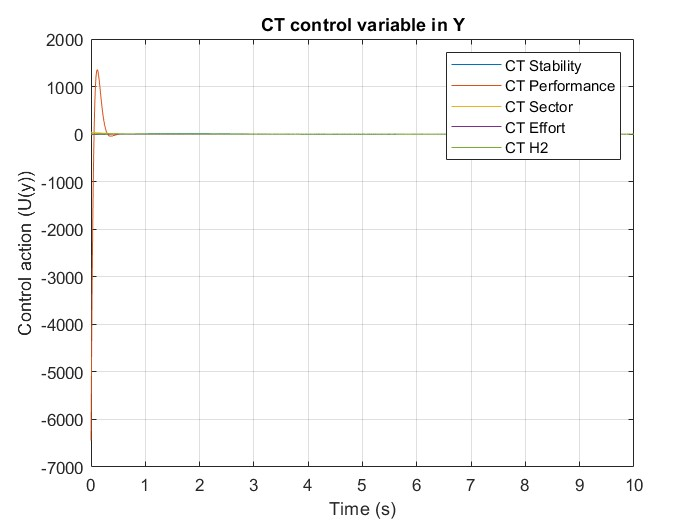 CT control variable in Y
2000
1000
0
-1000
-2000
-3000
-4000
-5000
-6000
-7000
Control action (U(y))
CT Stability
CT Performance
CT Sector
CT Effort
CT H2
0 1 2 3 4 5 6 7 8 9 10
Time (s)